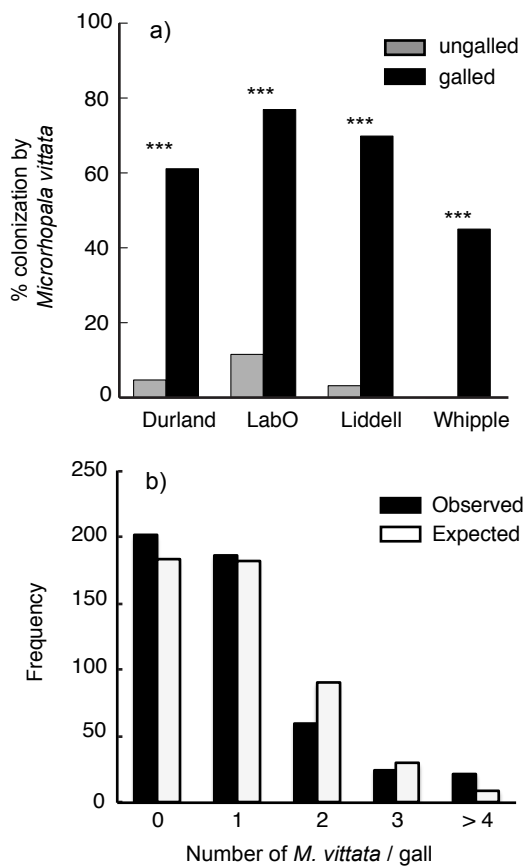 100
a)
ungalled
galled
80
60
40
20
0
% colonization by
Microrhopala vittata
***
***
***
***
Durland LabO Liddell Whipple
250
b)
Observed
Expected
200
150
100
50
0
Frequency
0 1 2 3 > 4
Number of M. vittata / gall